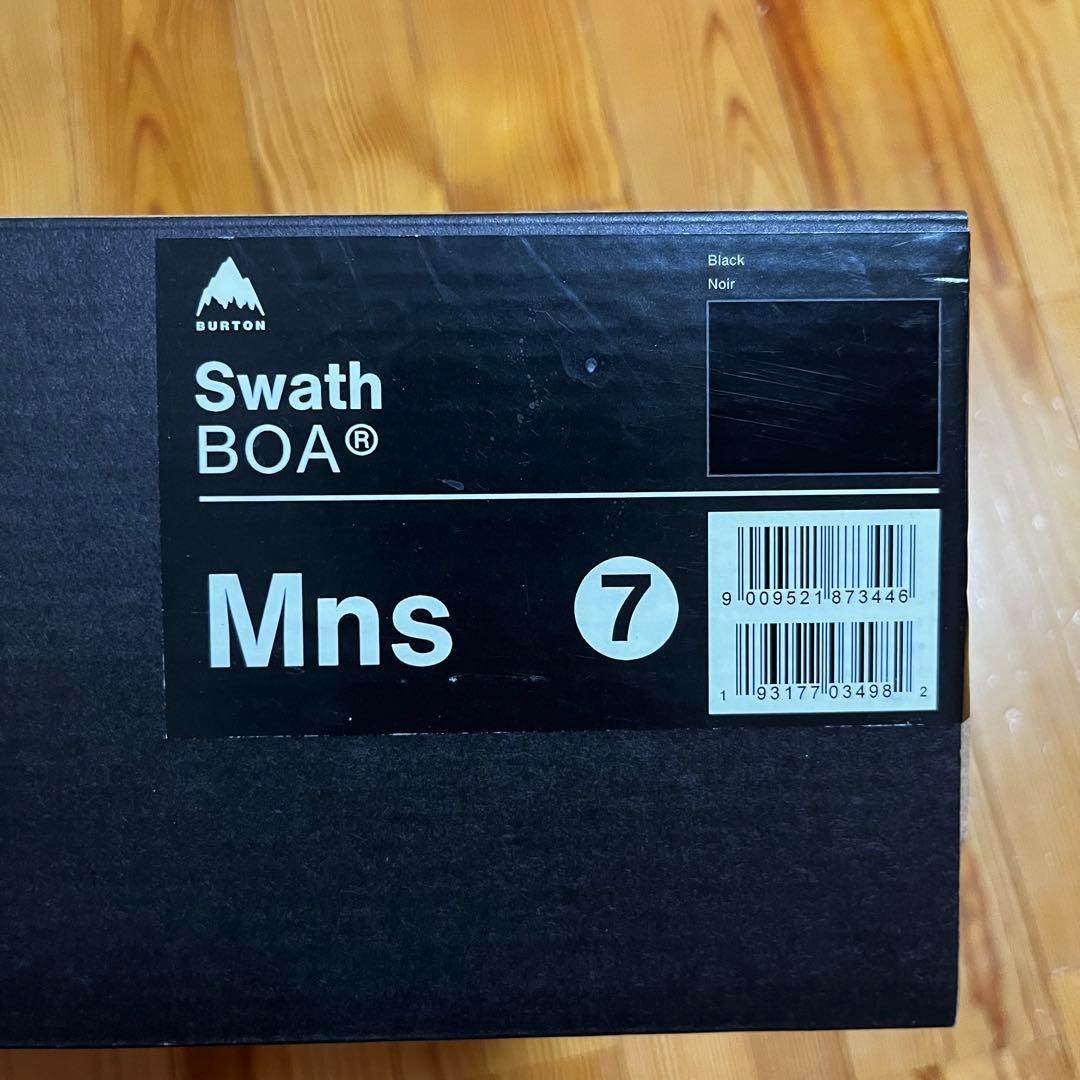 BURTON
Swath
BOA®
Mns
7
Black
Noir
9 009521 873446
1 93177 03498 2